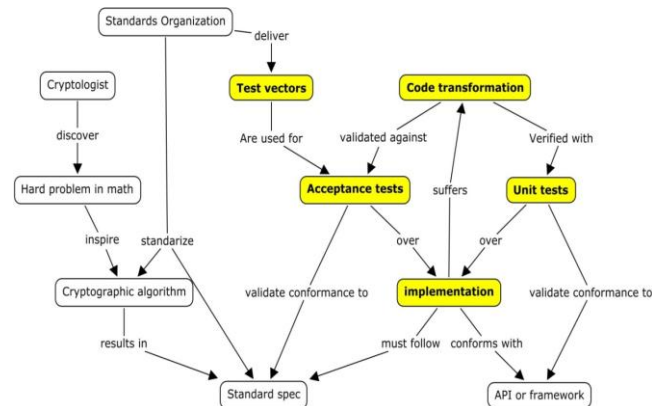 Standards Organization
deliver
Cryptologist
Test vectors
Code transformation
discover
Are used for
validated against
Verified with
Hard problem in math
Acceptance tests
suffers
Unit tests
inspire
standarize
over
over
Cryptographic algorithm
validate conformance to
implementation
validate conformance to
results in
must follow
conforms with
Standard spec
API or framework